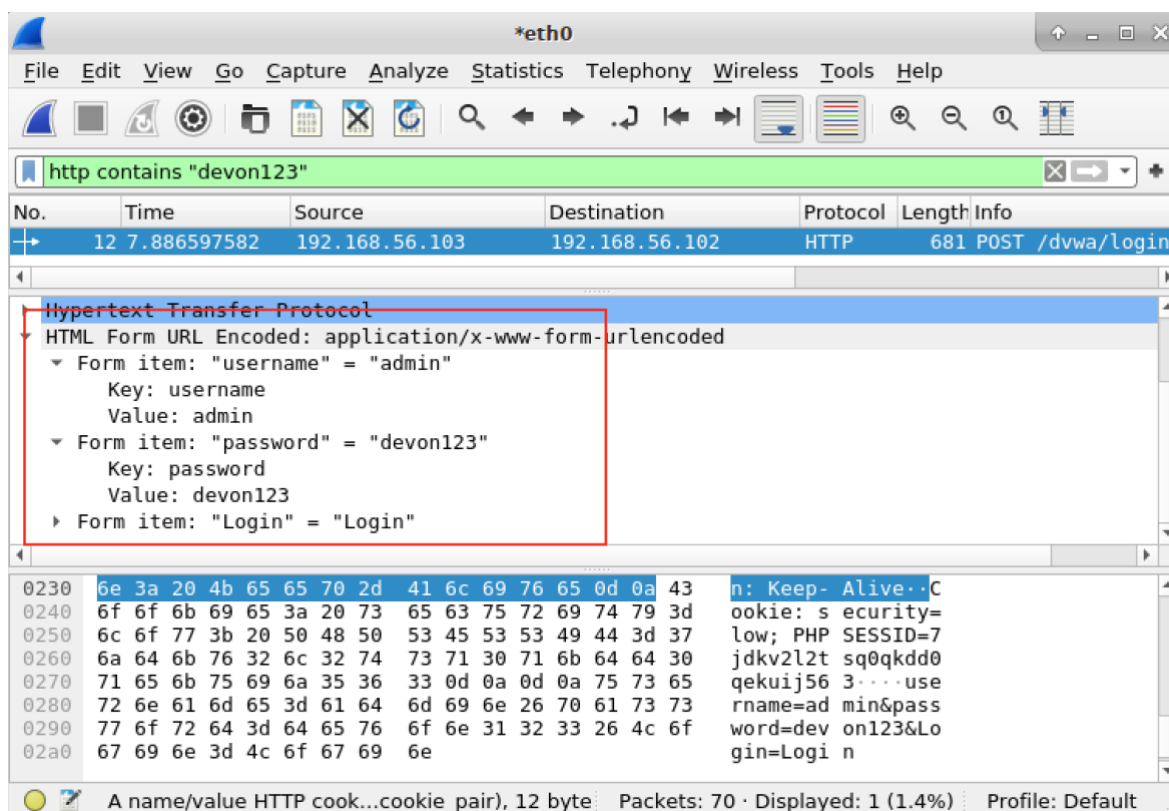 *eth0
File Edit View Go Capture Analyze Statistics Telephony Wireless Tools Help
http contains "devon123"
No. Time Source Destination Protocol Length Info
12 7.886597582 192.168.56.103 192.168.56.102 HTTP 681 POST /dvwa/login
Hypertext Transfer Protocol
HTML Form URL Encoded: application/x-www-form-urlencoded
Form item: "username" = "admin"
Key: username
Value: admin
Form item: "password" = "devon123"
Key: password
Value: devon123
Form item: "Login" = "Login"
0230 6e 3a 20 4b 65 65 70 2d 41 6c 69 76 65 0d 0a 43 n: Keep- Alive··C
0240 6f 6f 6b 69 65 3a 20 73 65 63 75 72 69 74 79 3d ookie: s ecurity=
0250 6c 6f 77 3b 20 50 48 50 53 45 53 53 49 44 3d 37 low; PHP SESSID=7
0260 6a 64 6b 76 32 6c 32 74 73 71 30 71 6b 64 64 30 jdkv2l2t sq0qkdd0
0270 71 65 6b 75 69 6a 35 36 33 0d 0a 0d 0a 75 73 65 qekuij56 3····use
0280 72 6e 61 6d 65 3d 61 64 6d 69 6e 26 70 61 73 73 rname=ad min&pass
0290 77 6f 72 64 3d 64 65 76 6f 6e 31 32 33 26 4c 6f word=dev on123&Lo
02a0 67 69 6e 3d 4c 6f 67 69 6e gin=Logi n
A name/value HTTP cook...cookie pair), 12 byte Packets: 70 · Displayed: 1 (1.4%) Profile: Default